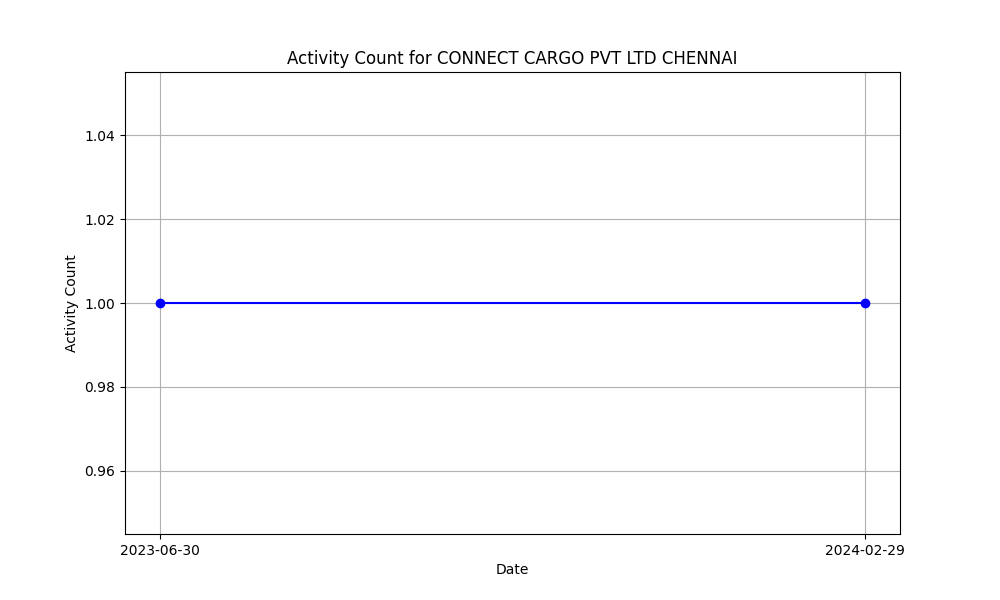 Activity Count for CONNECT CARGO PVT LTD CHENNAI
1.04
1.02
1.00
0.98
0.96
Activity Count
2023-06-30
2024-02-29
Date